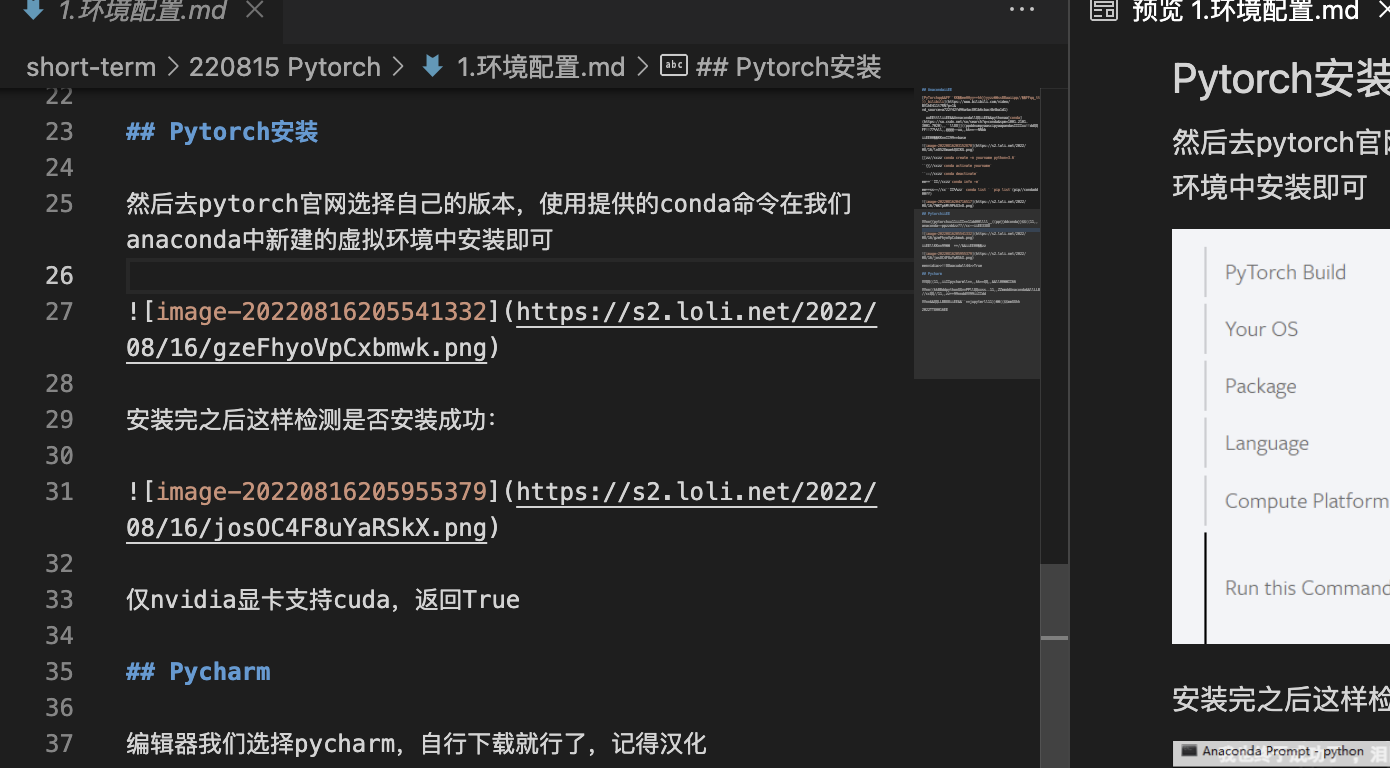 1.环境配置.md
short-term > 220815 Pytorch > 1.环境配置.md > ## Pytorch安装
22
23 ## Pytorch安装
24
25 然后去pytorch官网选择自己的版本，使用提供的conda命令在我们
anaconda中新建的虚拟环境中安装即可
26
27 ![image-20220816205541332](https://s2.loli.net/2022/
08/16/gzeFhyoVpCxbmwk.png)
28
29 安装完之后这样检测是否安装成功：
30
31 ![image-20220816205955379](https://s2.loli.net/2022/
08/16/josOC4F8uYaRSkX.png)
32
33 仅nvidia显卡支持cuda，返回True
34
35 ## Pycharm
36
37 编辑器我们选择pycharm，自行下载就行了，记得汉化
预览 1.环境配置.md
Pytorch安装
然后去pytorch官
环境中安装即可
PyTorch Build
Your OS
Package
Language
Compute Platform
Run this Command
安装完之后这样检
Anaconda Prompt - python